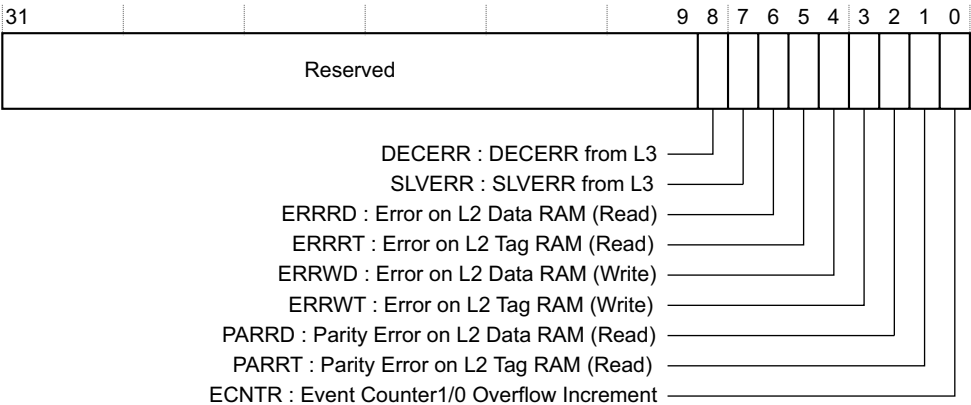 31 9 8 7 6 5 4 3 2 1 0
Reserved
DECERR : DECERR from L3
SLVERR : SLVERR from L3
ERRRD : Error on L2 Data RAM (Read)
ERRRT : Error on L2 Tag RAM (Read)
ERRWD : Error on L2 Data RAM (Write)
ERRWT : Error on L2 Tag RAM (Write)
PARRD : Parity Error on L2 Data RAM (Read)
PARRT : Parity Error on L2 Tag RAM (Read)
ECNTR : Event Counter1/0 Overflow Increment